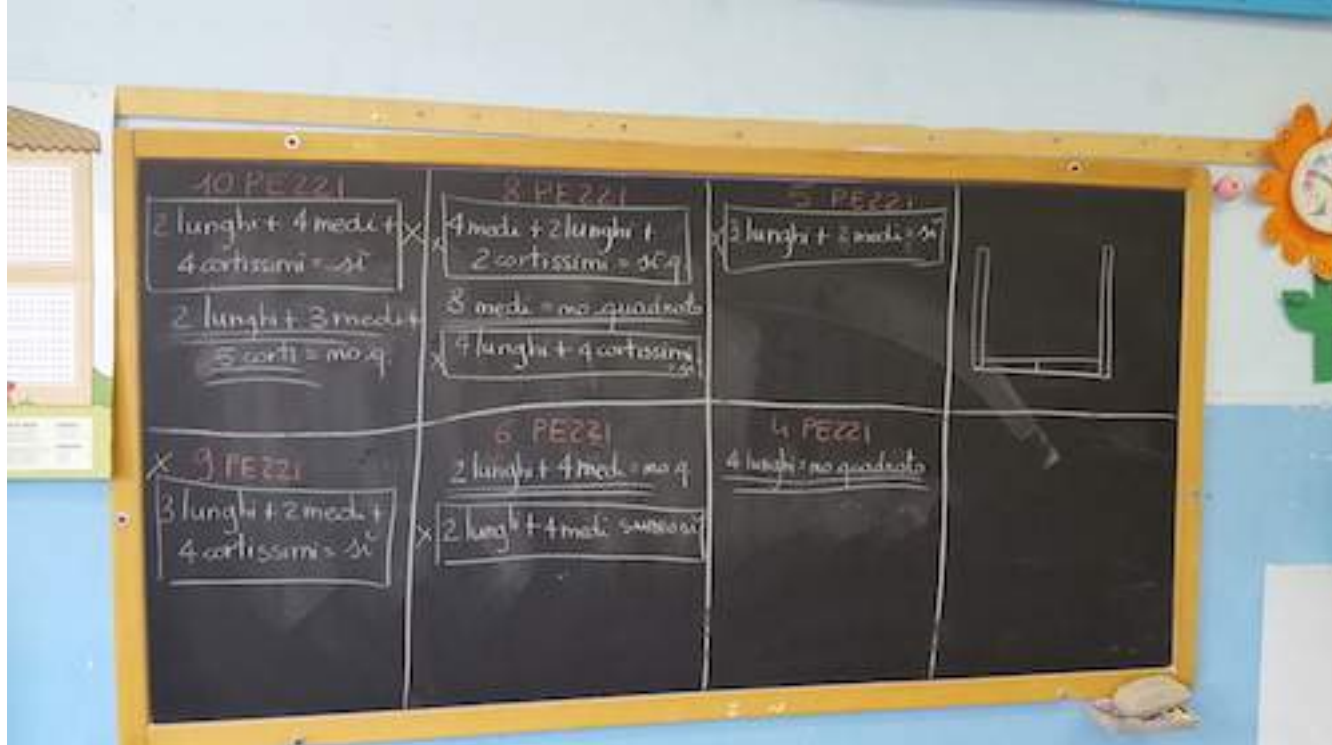 10 PEZZI
2 lunghi + 4 medi +
4 cortissimi = sì
2 lunghi + 3 medi +
5 corti = no q.
8 PEZZI
4 medi + 2 lunghi +
2 cortissimi = sì q.
8 medi = no quadrato
4 lunghi + 4 cortissimi
= sì
5 PEZZI
3 lunghi + 2 medi = sì
9 PEZZI
3 lunghi + 2 medi +
4 cortissimi = sì
6 PEZZI
2 lunghi + 4 medi = no q
2 lunghi + 4 medi sì
4 PEZZI
4 lunghi = no quadrato